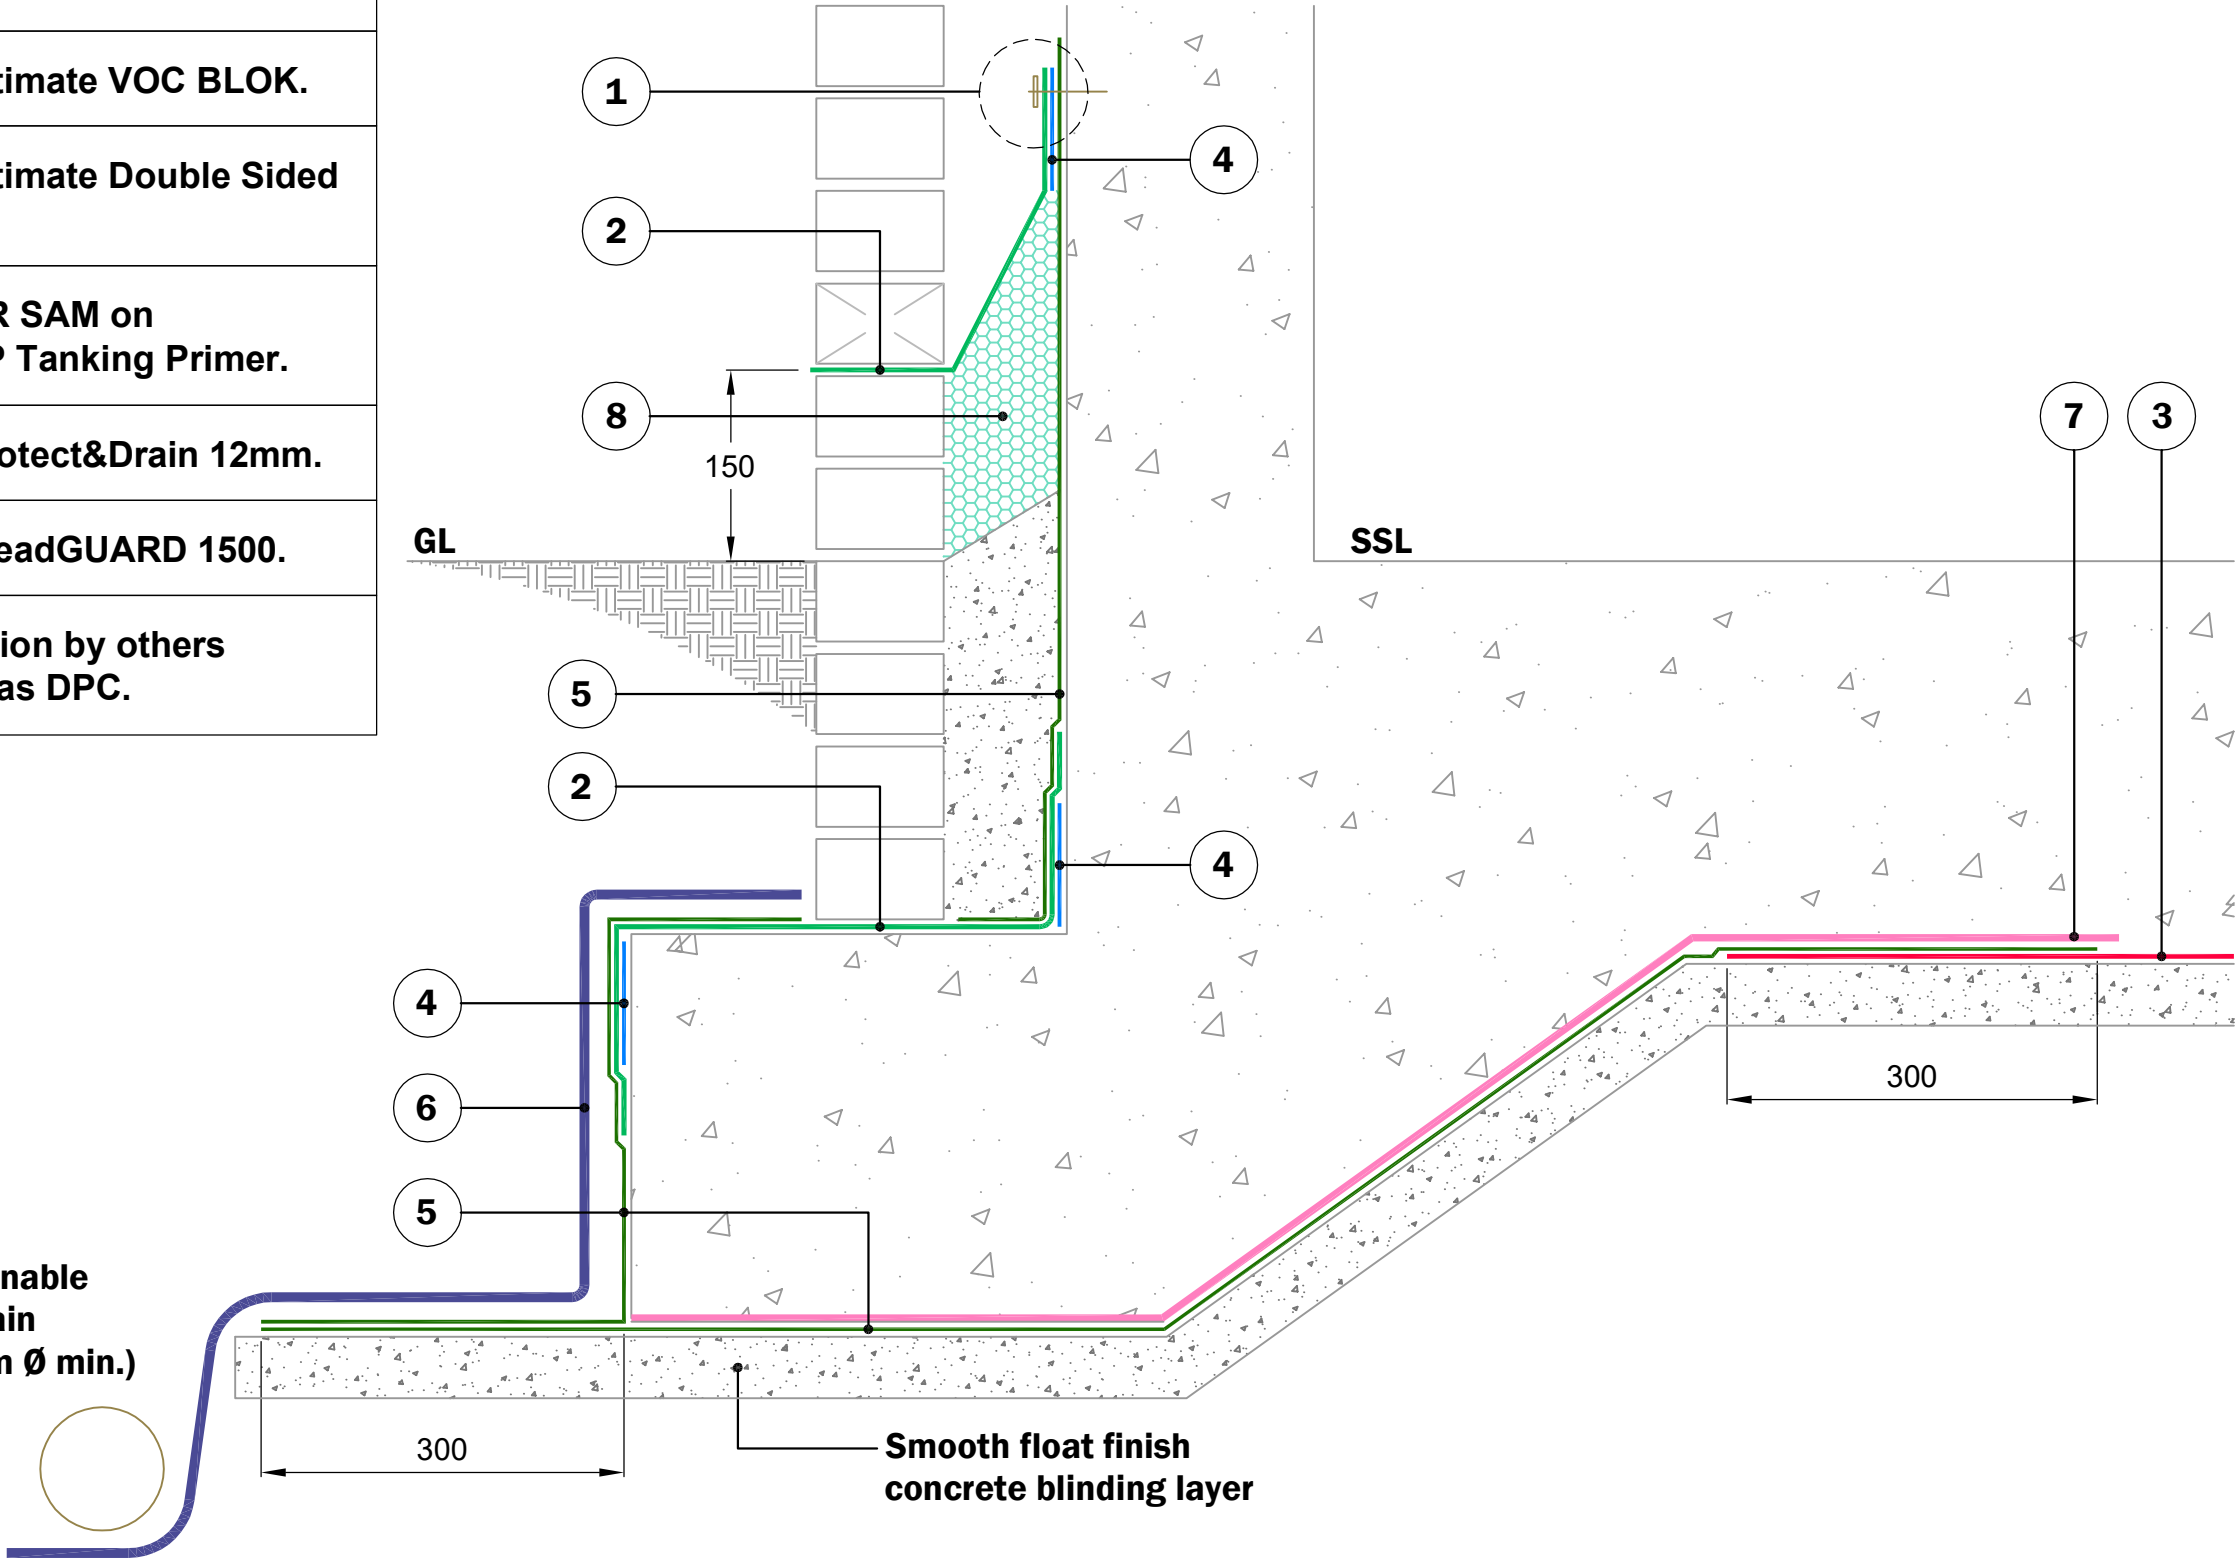 timate VOC BLOK.
timate Double Sided
R SAM on
P Tanking Primer.
otect&Drain 12mm.
eadGUARD 1500.
ion by others
as DPC.
1
4
2
8
150
7
3
GL
SSL
5
2
4
4
6
5
300
nable
ain
m Ø min.)
300
Smooth float finish
concrete blinding layer